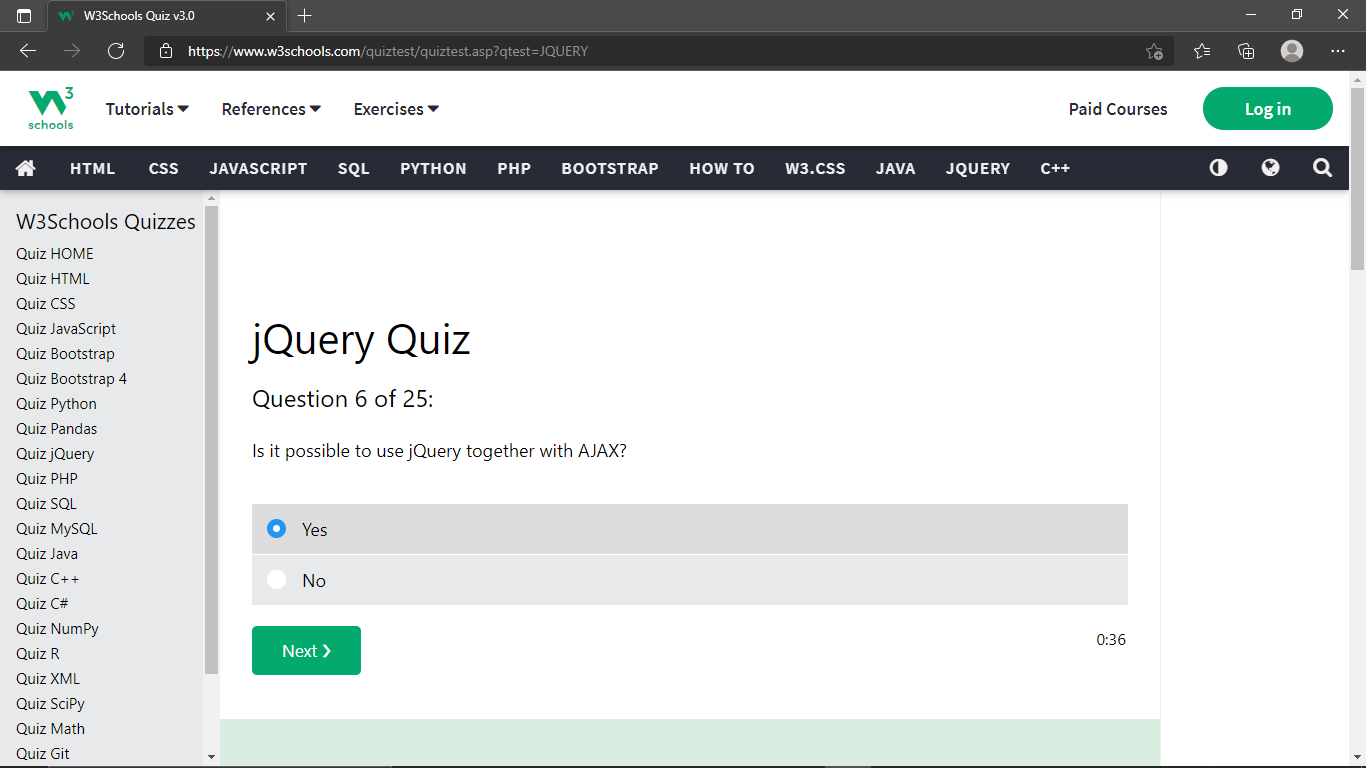 W3Schools Quiz v3.0
https://www.w3schools.com/quiztest/quiztest.asp?qtest=JQUERY
W3 schools
Tutorials References Exercises Paid Courses Log in
HTML CSS JAVASCRIPT SQL PYTHON PHP BOOTSTRAP HOW TO W3.CSS JAVA JQUERY C++
W3Schools Quizzes
Quiz HOME
Quiz HTML
Quiz CSS
Quiz JavaScript
Quiz Bootstrap
Quiz Bootstrap 4
Quiz Python
Quiz Pandas
Quiz jQuery
Quiz PHP
Quiz SQL
Quiz MySQL
Quiz Java
Quiz C++
Quiz C#
Quiz NumPy
Quiz R
Quiz XML
Quiz SciPy
Quiz Math
Quiz Git
jQuery Quiz
Question 6 of 25:
Is it possible to use jQuery together with AJAX?
Yes
No
Next ❯
0:36